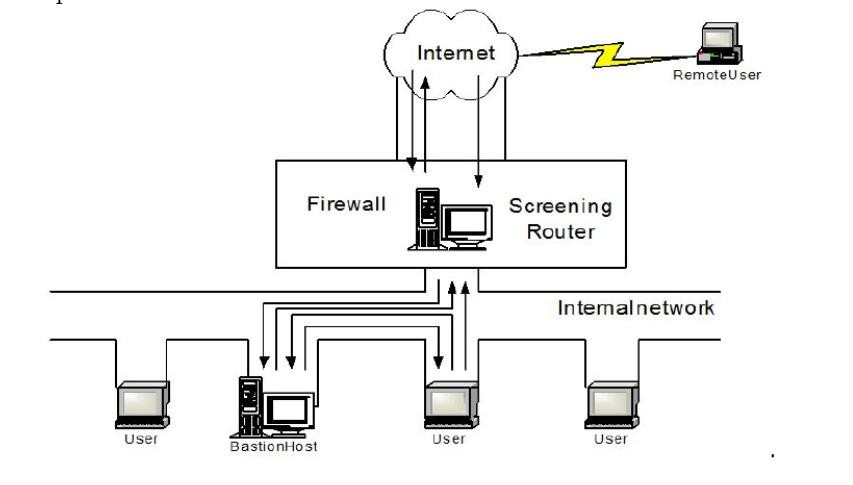 Internet
RemoteUser
Firewall
Screening
Router
Internalnetwork
User
BastionHost
User
User